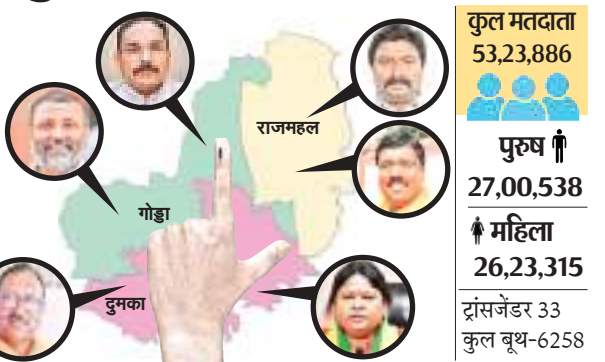 राजमहल
गोड्डा
दुमका
कुल मतदाता
53,23,886
पुरुष
27,00,538
महिला
26,23,315
ट्रांसजेंडर 33
कुल बूथ-6258